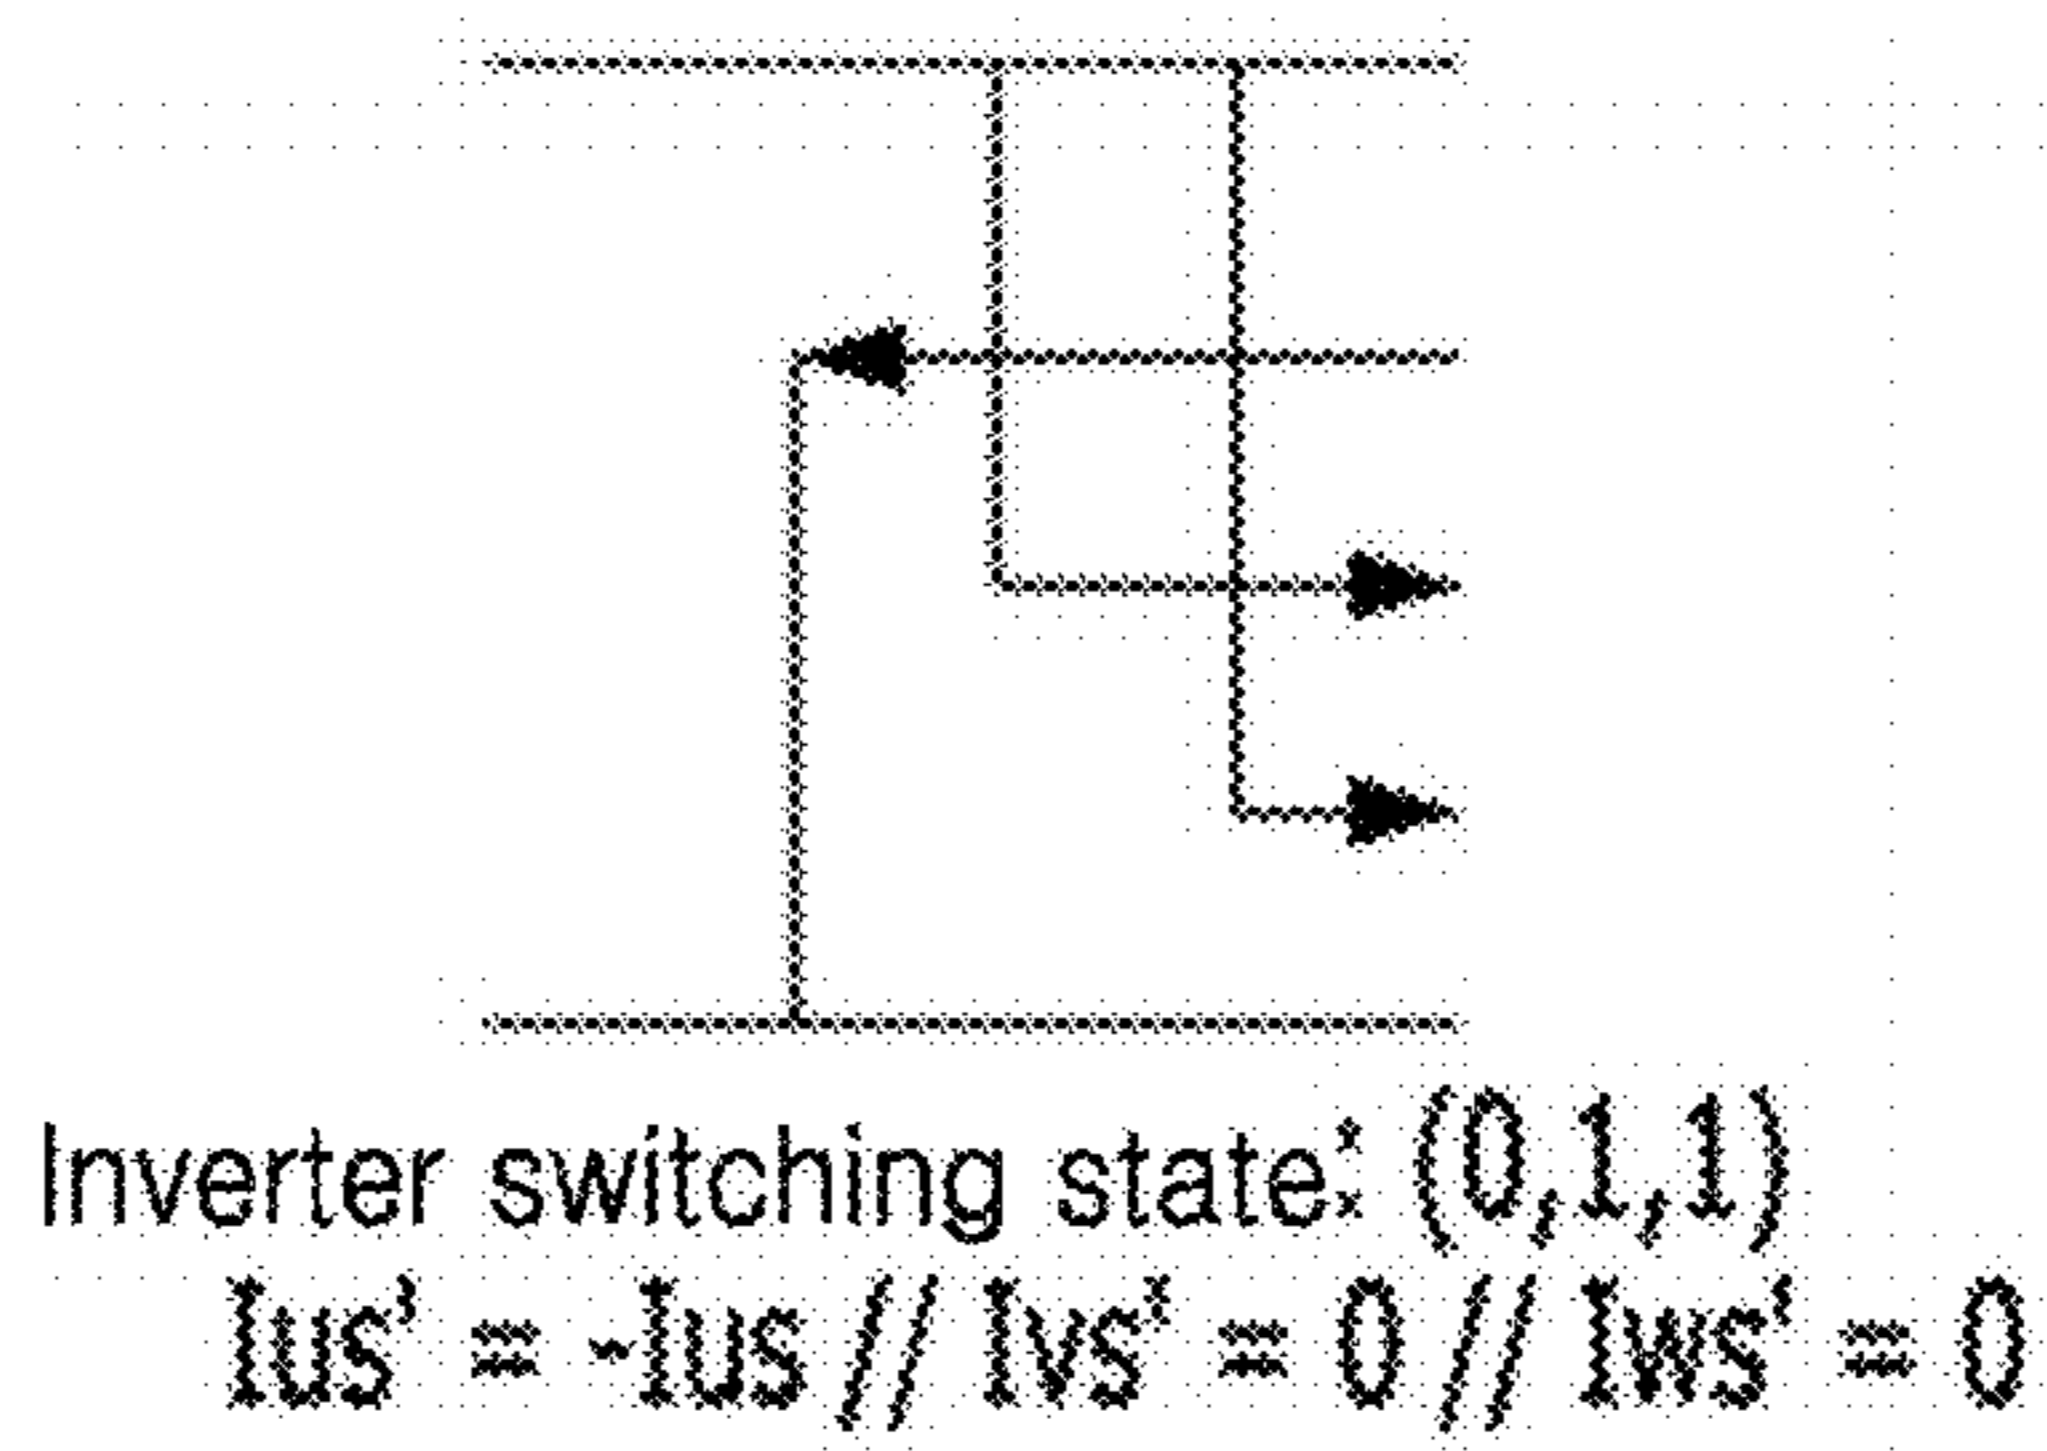 Inverter switching state: (0,1,1)
Ius' = -Ius // Ivs' = 0 // Iws' = 0